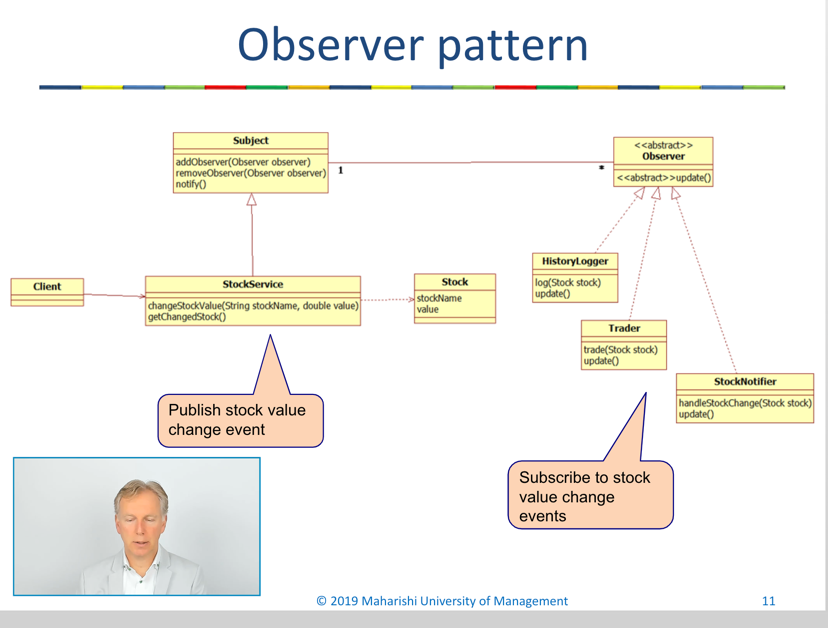 Observer pattern
Subject
addObserver(Observer observer)
removeObserver(Observer observer)
notify()
1
*
<<abstract>>
Observer
<<abstract>>update()
Client
StockService
changeStockValue(String stockName, double value)
getChangedStock()
Stock
stockName
value
HistoryLogger
log(Stock stock)
update()
Trader
trade(Stock stock)
update()
StockNotifier
handleStockChange(Stock stock)
update()
Publish stock value
change event
Subscribe to stock
value change
events
© 2019 Maharishi University of Management
11